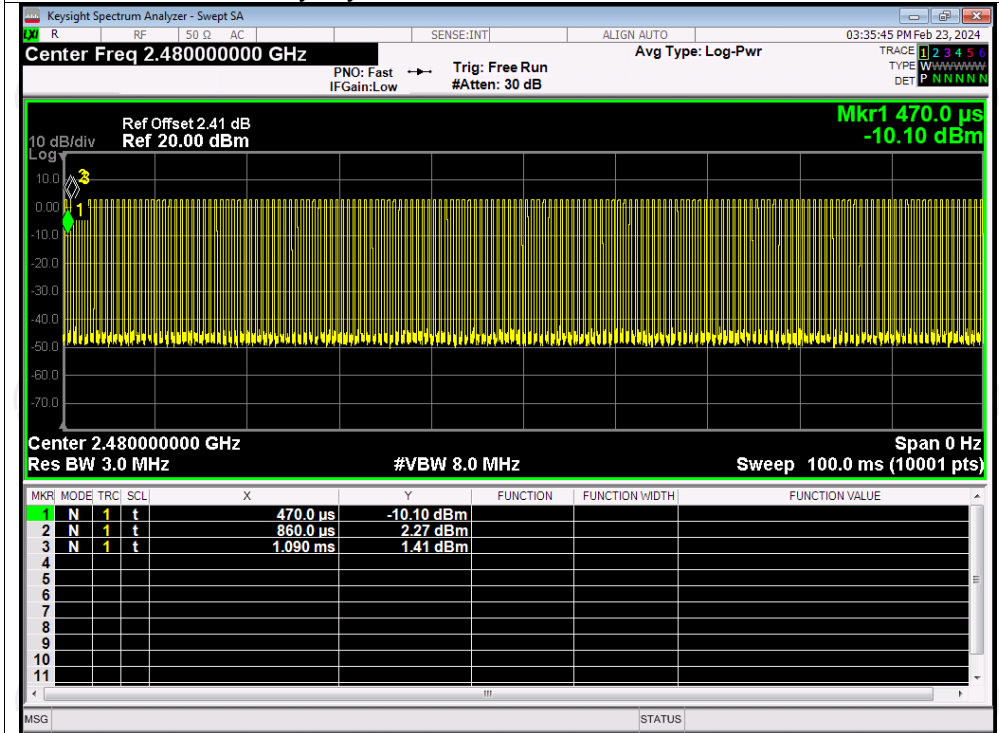 Keysight Spectrum Analyzer - Swept SA
LXI R RF 50 Ω AC SENSE:INT ALIGN AUTO 03:35:45 PM Feb 23, 2024
Center Freq 2.480000000 GHz
PNO: Fast
IFGain:Low
Trig: Free Run
#Atten: 30 dB
Avg Type: Log-Pwr
TRACE 1 2 3 4 5 6
TYPE WWWWWW
DET P N N N N N
Mkr1 470.0 µs
-10.10 dBm
Ref Offset 2.41 dB
10 dB/div Ref 20.00 dBm
Log
10.0
0.00
-10.0
-20.0
-30.0
-40.0
-50.0
-60.0
-70.0
3
1
Center 2.480000000 GHz Span 0 Hz
Res BW 3.0 MHz #VBW 8.0 MHz Sweep 100.0 ms (10001 pts)
MKR MODE TRC SCL X Y FUNCTION FUNCTION WIDTH FUNCTION VALUE
1 N 1 t 470.0 µs -10.10 dBm
2 N 1 t 860.0 µs 2.27 dBm
3 N 1 t 1.090 ms 1.41 dBm
4
5
6
7
8
9
10
11
MSG STATUS